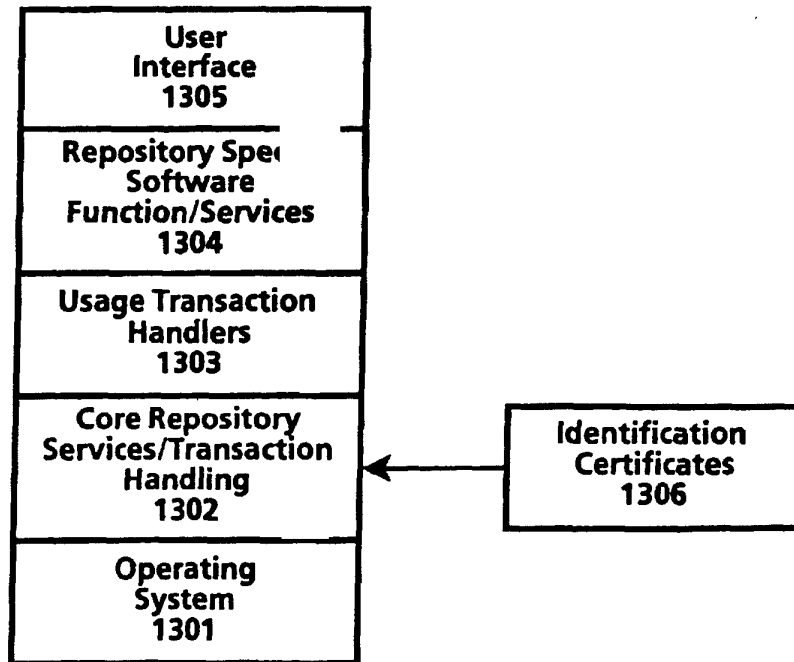 User
Interface
1305
Repository
Software
Function/Services
1304
Usage Transaction
Handlers
1303
Core Repository
Services/Transaction
Handling
1302
Operating
System
1301
Identification
Certificates
1306